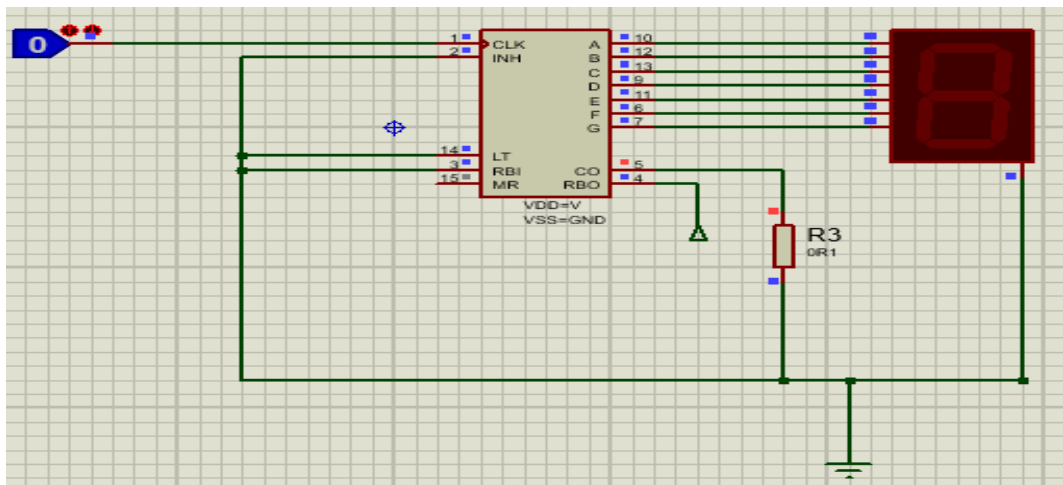 0
1 CLK A 10
2 INH B 12
C 13
D 9
E 11
F 6
G 7
14 LT
3 RBI CO 5
15 MR RBO 4
VDD=V
VSS=GND
R3
0R1